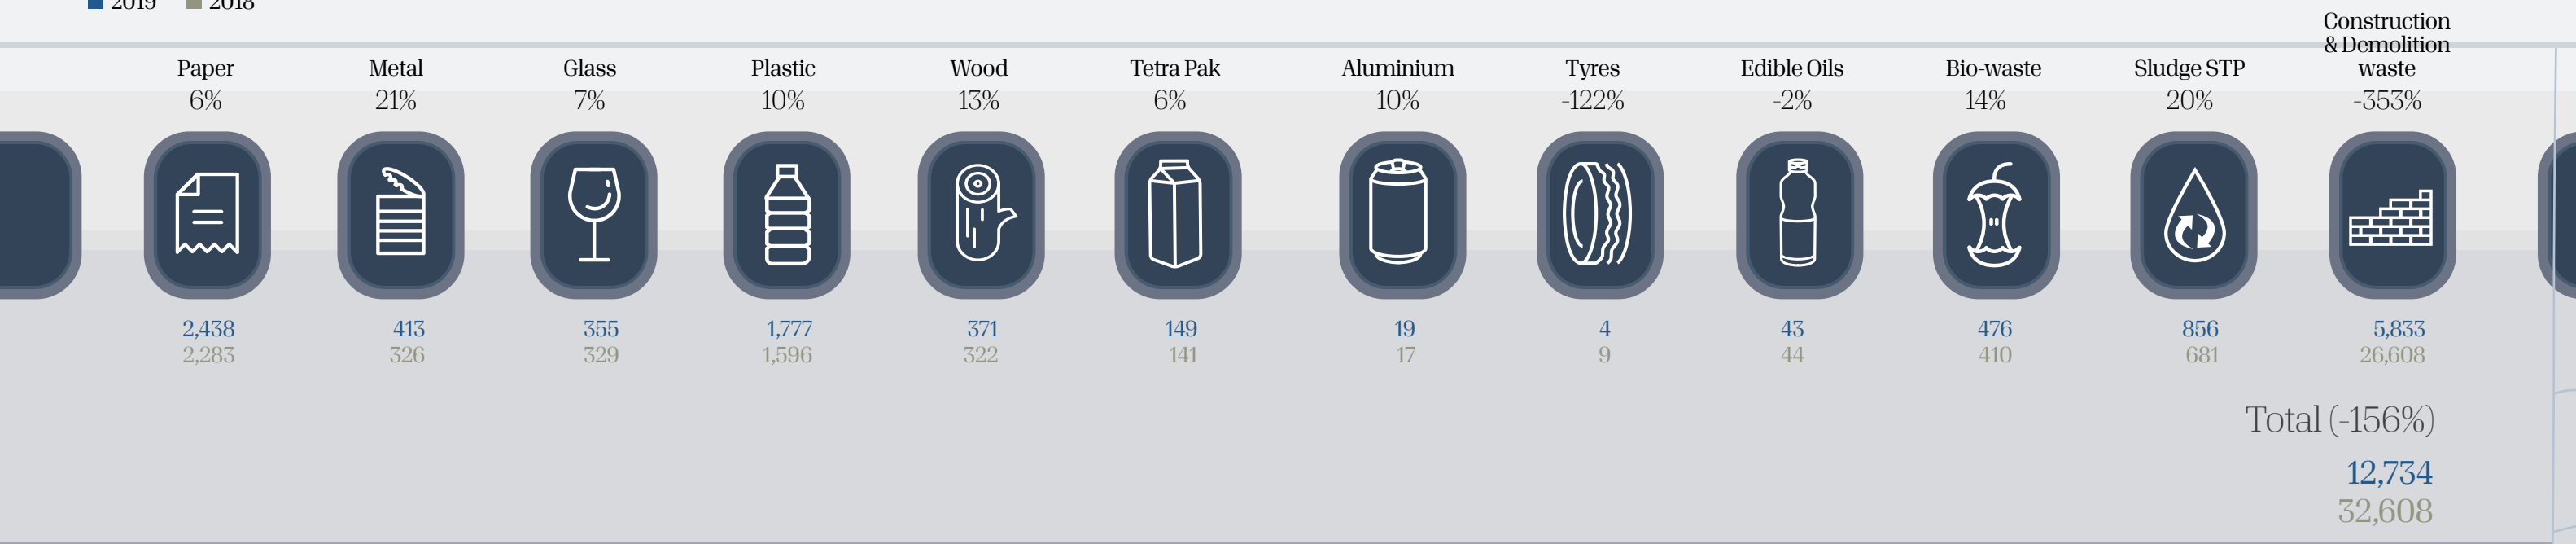 2019 2018
Construction
& Demolition
Paper Metal Glass Plastic Wood Tetra Pak Aluminium Tyres Edible Oils Bio-waste Sludge STP waste
6% 21% 7% 10% 13% 6% 10% -122% -2% 14% 20% -353%
2,438 413 355 1,777 371 149 19 4 43 476 856 5,833
2,283 326 329 1,596 322 141 17 9 44 410 681 26,608
Total (-156%)
12,734
32,608